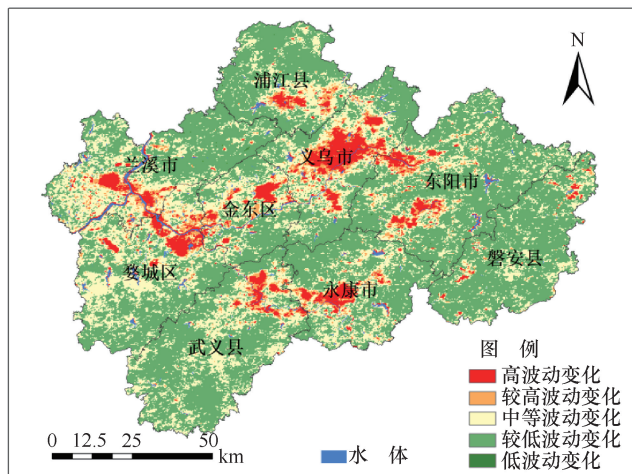 N
浦江县
兰溪市
义乌市
东阳市
金东区
婺城区
磐安县
永康市
武义县
图 例
高波动变化
较高波动变化
中等波动变化
较低波动变化
低波动变化
0 12.5 25 50
km
水 体